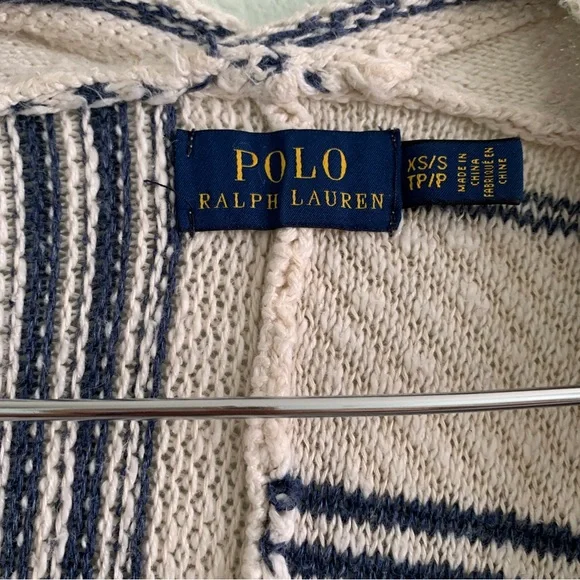 POLO
RALPH LAUREN
XS/S
TP/P
MADE IN
CHINA
FABRIQUÉ EN
CHINE